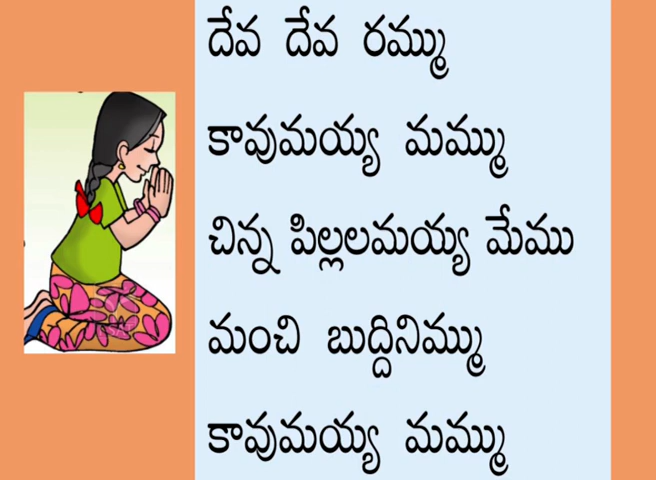 దేవ దేవ రమ్ము
కావుమయ్య మమ్ము
చిన్న పిల్లలమయ్య మేము
మంచి బుద్దినిమ్ము
కావుమయ్య మమ్ము